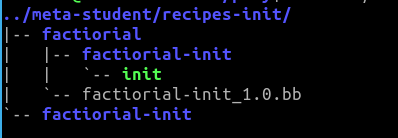 ../meta-student/recipes-init/
|-- factiorial
|   |-- factiorial-init
|   |   `-- init
|   `-- factiorial-init_1.0.bb
`-- factiorial-init